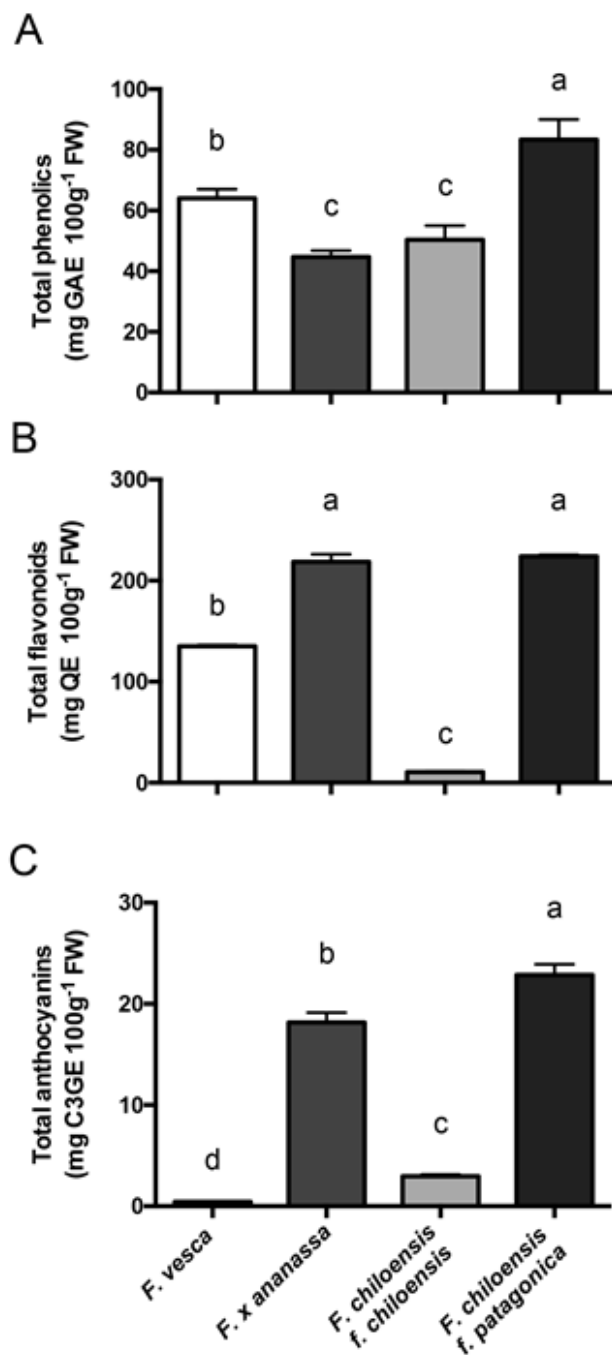 A
Total phenolics
(mg GAE 100g-1 FW)
100
80
60
40
20
0
b
c
c
a
B
Total flavonoids
(mg QE 100g-1 FW)
300
200
100
0
b
a
c
a
C
Total anthocyanins
(mg C3GE 100g-1 FW)
30
20
10
0
d
b
c
a
F. vesca
F. x ananassa
F. chiloensis
f. chiloensis
F. chiloensis
f. patagonica